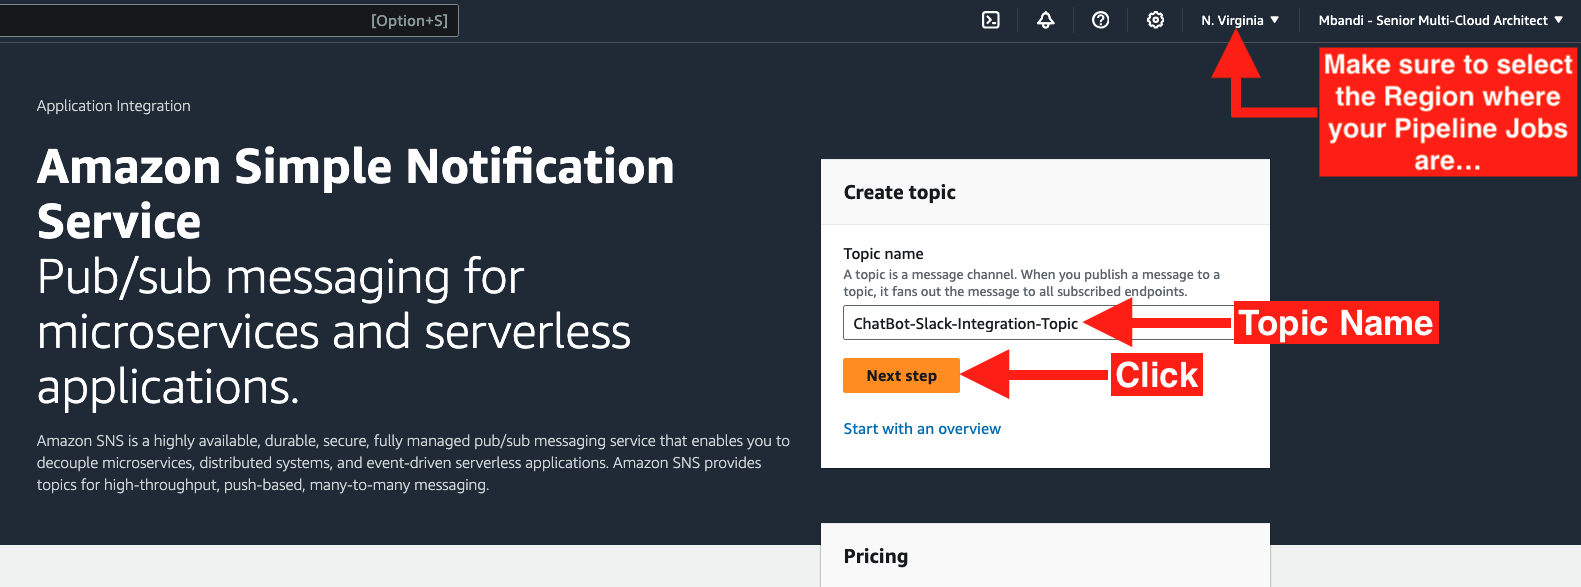 [Option+S]
N. Virginia ▼
Mbandi - Senior Multi-Cloud Architect ▼
Make sure to select
the Region where
your Pipeline Jobs
are...
Application Integration
Amazon Simple Notification
Service
Pub/sub messaging for
microservices and serverless
applications.
Amazon SNS is a highly available, durable, secure, fully managed pub/sub messaging service that enables you to
decouple microservices, distributed systems, and event-driven serverless applications. Amazon SNS provides
topics for high-throughput, push-based, many-to-many messaging.
Create topic
Topic name
A topic is a message channel. When you publish a message to a
topic, it fans out the message to all subscribed endpoints.
ChatBot-Slack-Integration-Topic
Topic Name
Next step
Click
Start with an overview
Pricing